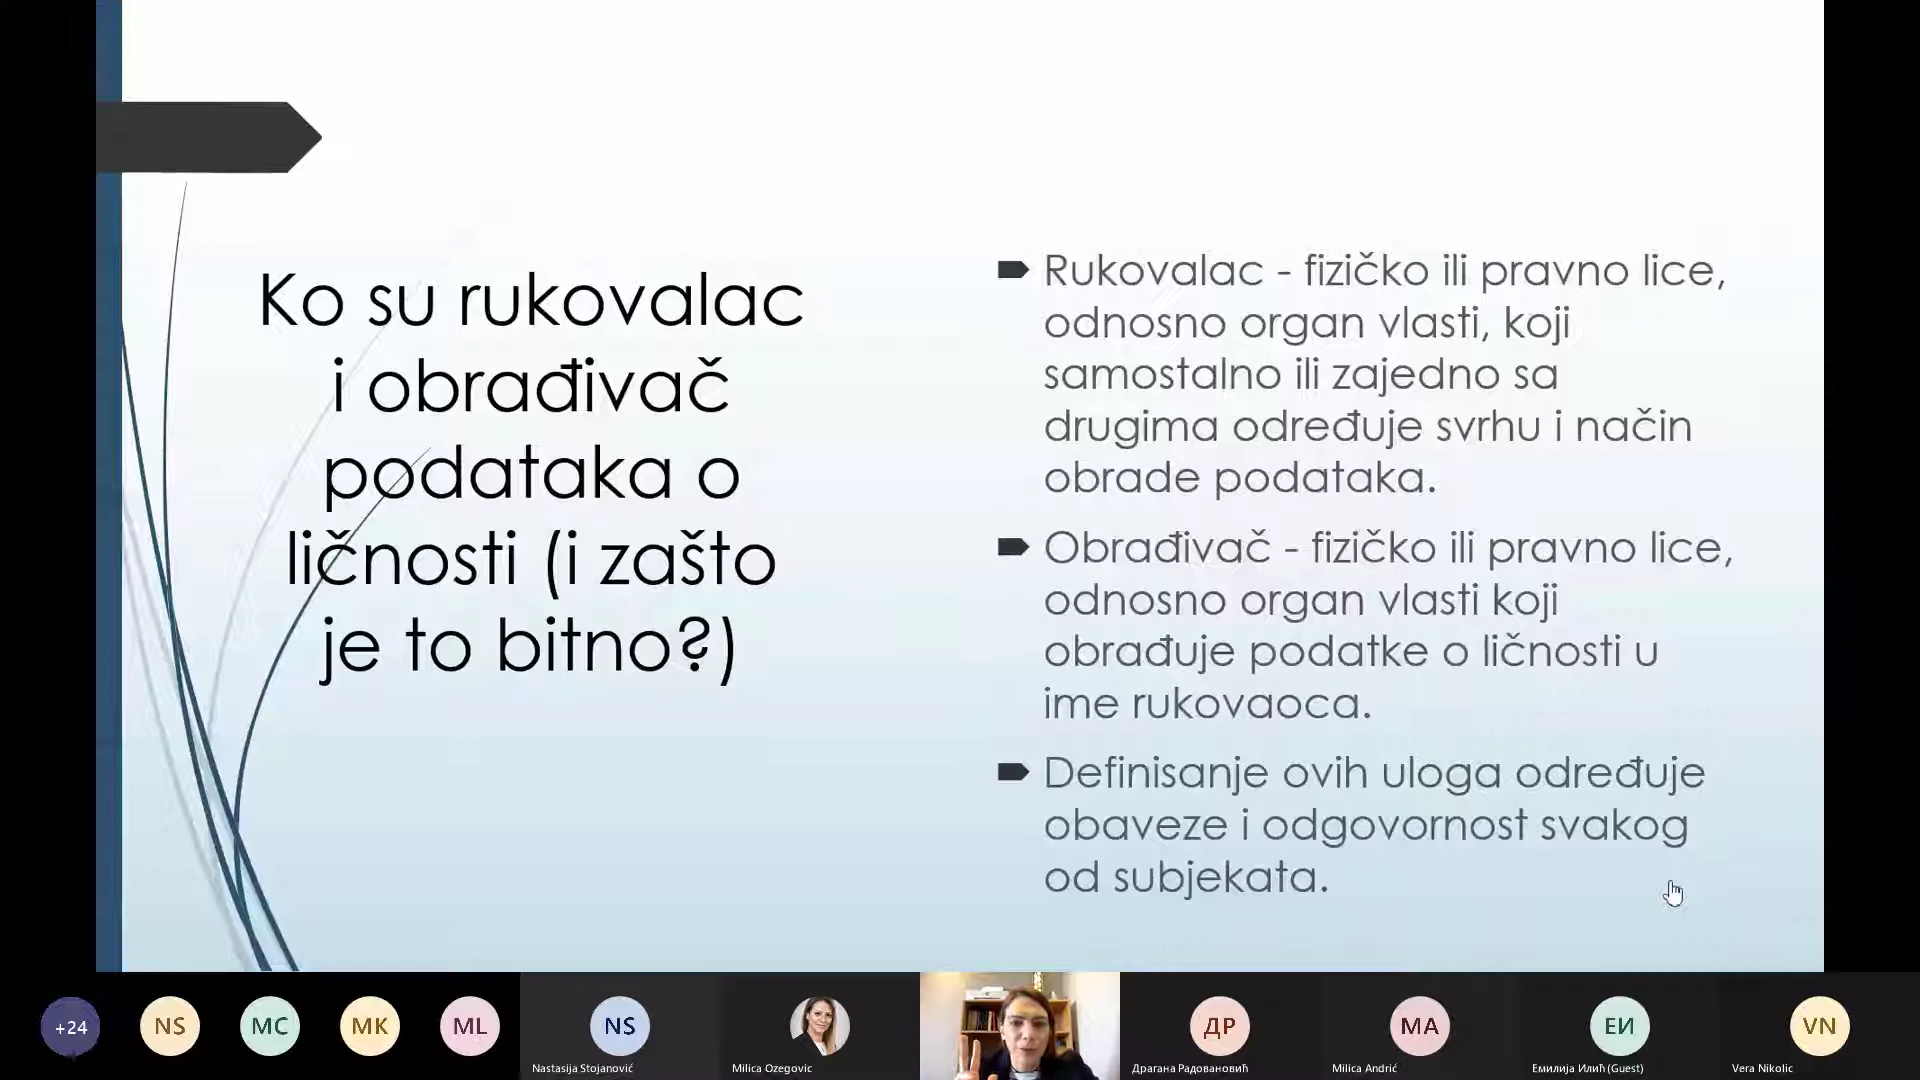 Ko su rukovalac
i obrađivač
podataka o
ličnosti (i zašto
je to bitno?)
Rukovalac - fizičko ili pravno lice,
odnosno organ vlasti, koji
samostalno ili zajedno sa
drugima određuje svrhu i način
obrade podataka.
Obrađivač - fizičko ili pravno lice,
odnosno organ vlasti koji
obrađuje podatke o ličnosti u
ime rukovaoca.
Definisanje ovih uloga određuje
obaveze i odgovornost svakog
od subjekata.
+24
NS
MC
MK
ML
NS
ДР
MA
ЕИ
VN
Nastasija Stojanović
Milica Ozegovic
Драгана Радовановић
Milica Andrić
Емилија Илић (Guest)
Vera Nikolic